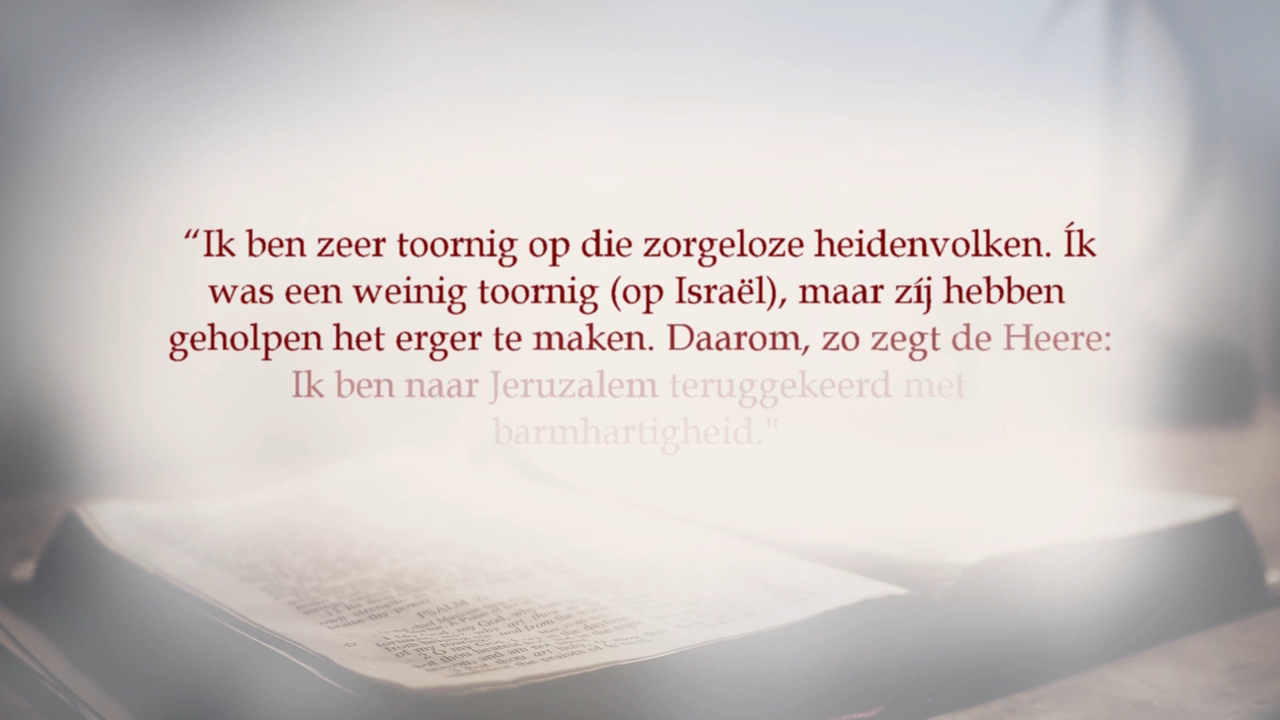 “Ik ben zeer toornig op die zorgeloze heidenvolken. Ík
was een weinig toornig (op Israël), maar zíj hebben
geholpen het erger te maken. Daarom, zo zegt de Heere:
Ik ben naar Jeruzalem teruggekeerd met
barmhartigheid."
PSALM